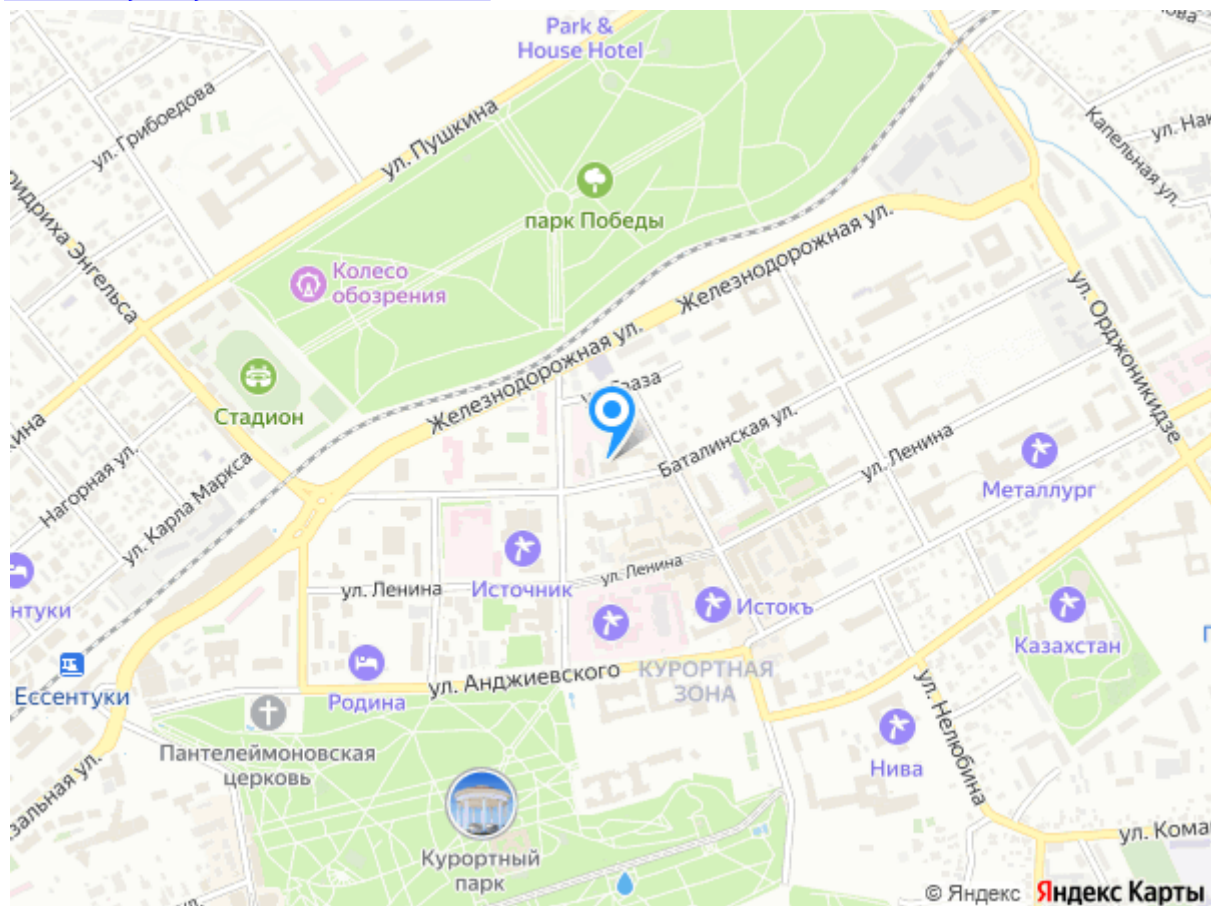 Park &
House Hotel
ул. Грибоедова
ул. Пушкина
Капельная ул.
парк Победы
Колесо
обозрения
Железнодорожная ул.
Железнодорожная ул.
ул. Орджоникидзе
Стадион
Баталинская ул.
ул. Ленина
Металлург
Нагорная ул.
ул. Карла Маркса
ул. Ленина
Источник
ул. Ленина
Истокъ
Казахстан
Ессентуки
Родина
ул. Анджиевского
КУРОРТНАЯ
ЗОНА
ул. Нелюбина
Пантелеймоновская
церковь
Нива
Курортный
парк
© Яндекс Яндекс Карты